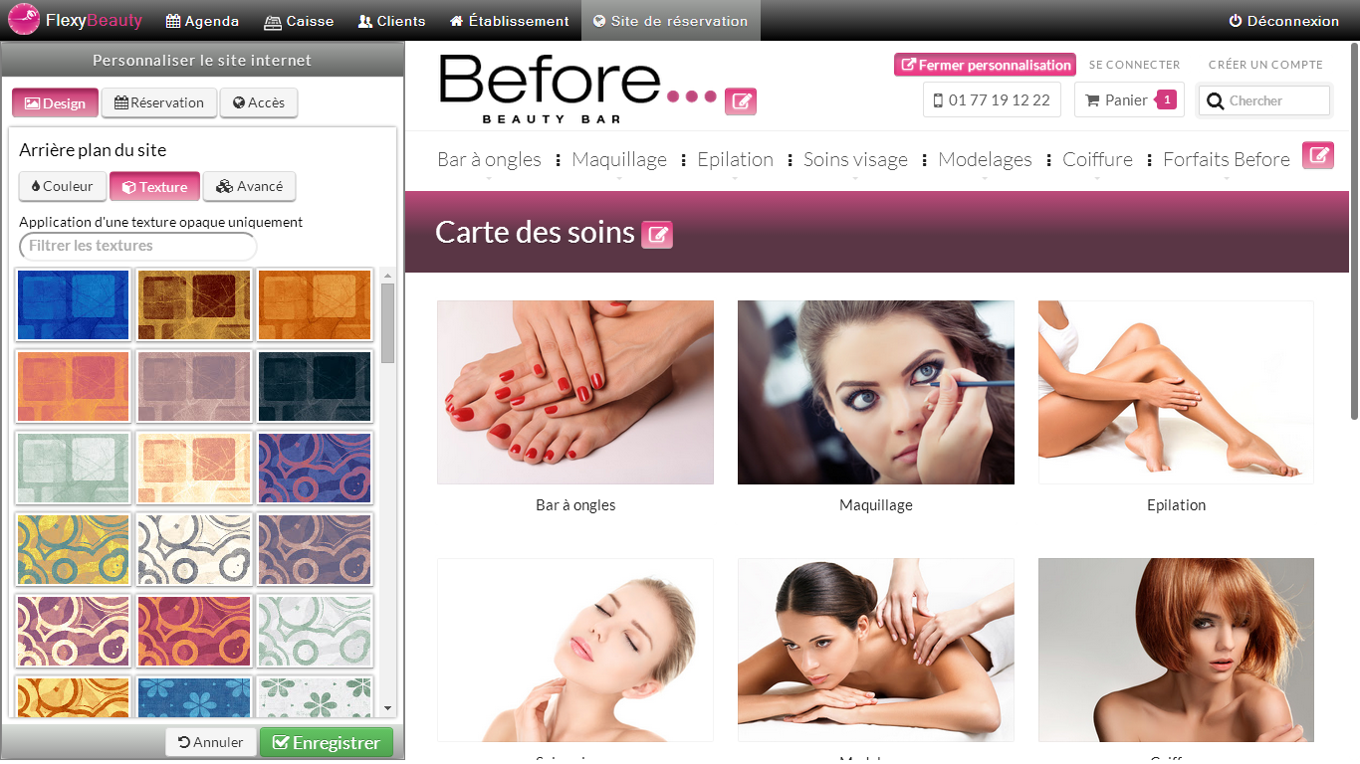 FlexyBeauty Agenda Caisse Clients Établissement Site de réservation Déconnexion
Personnaliser le site internet
Design Réservation Accès
Arrière plan du site
Couleur Texture Avancé
Application d'une texture opaque uniquement
Filtrer les textures
Annuler Enregistrer
Before...
BEAUTY BAR
Fermer personnalisation SE CONNECTER CRÉER UN COMPTE
01 77 19 12 22 Panier 1 Chercher
Bar à ongles Maquillage Epilation Soins visage Modelages Coiffure Forfaits Before
Carte des soins
Bar à ongles Maquillage Epilation